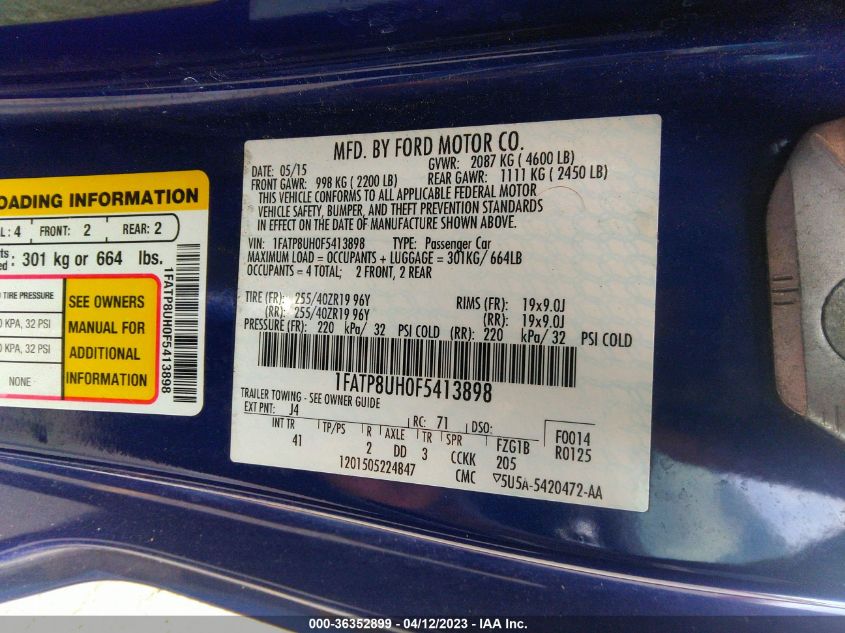 OADING INFORMATION
L: 4 FRONT: 2 REAR: 2
301 kg or 664 lbs.
TIRE PRESSURE
KPA, 32 PSI
KPA, 32 PSI
NONE
SEE OWNERS
MANUAL FOR
ADDITIONAL
INFORMATION
1FATP8UH0F5413898
MFD. BY FORD MOTOR CO.
DATE: 05/15 GVWR: 2087 KG ( 4600 LB)
FRONT GAWR: 998 KG ( 2200 LB) REAR GAWR: 1111 KG ( 2450 LB)
THIS VEHICLE CONFORMS TO ALL APPLICABLE FEDERAL MOTOR
VEHICLE SAFETY, BUMPER, AND THEFT PREVENTION STANDARDS
IN EFFECT ON THE DATE OF MANUFACTURE SHOWN ABOVE.
VIN: 1FATP8UH0F5413898 TYPE: Passenger Car
MAXIMUM LOAD = OCCUPANTS + LUGGAGE = 301KG/ 664LB
OCCUPANTS = 4 TOTAL; 2 FRONT, 2 REAR
TIRE (FR): 255/40ZR19 96Y RIMS (FR): 19x9.0J
(RR): 255/40ZR19 96Y (RR): 19x9.0J
PRESSURE (FR): 220 kPa/ 32 PSI COLD (RR): 220 kPa/ 32 PSI COLD
1FATP8UH0F5413898
TRAILER TOWING - SEE OWNER GUIDE
EXT PNT: J4 RC: 71 DSO: F0014
INT TR TP/PS R AXLE TR SPR FZG1B R0125
41 2 DD 3 CCKK 205
1201505224847 CMC ▽5U5A-5420472-AA
000-36352899 / 04/12/2023 - © IAA Inc.